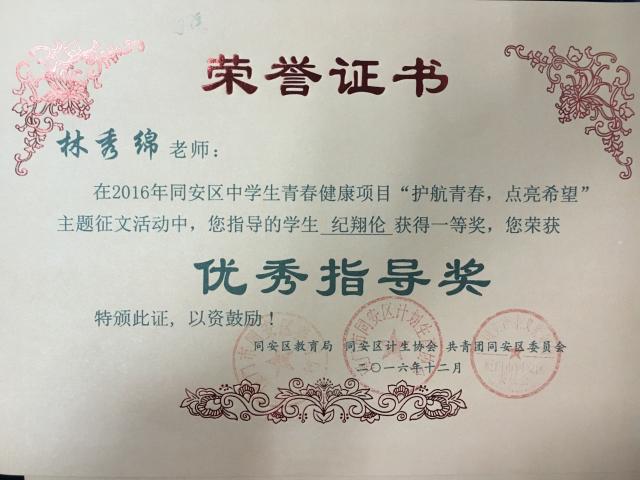 荣誉证书
林秀绵 老师：
在2016年同安区中学生青春健康项目“护航青春，点亮希望”
主题征文活动中，您指导的学生 纪翔伦 获得一等奖，您荣获
优秀指导奖
特颁此证，以资鼓励！
同安区教育局 同安区计生协会 共青团同安区委员会
二〇一六年十二月